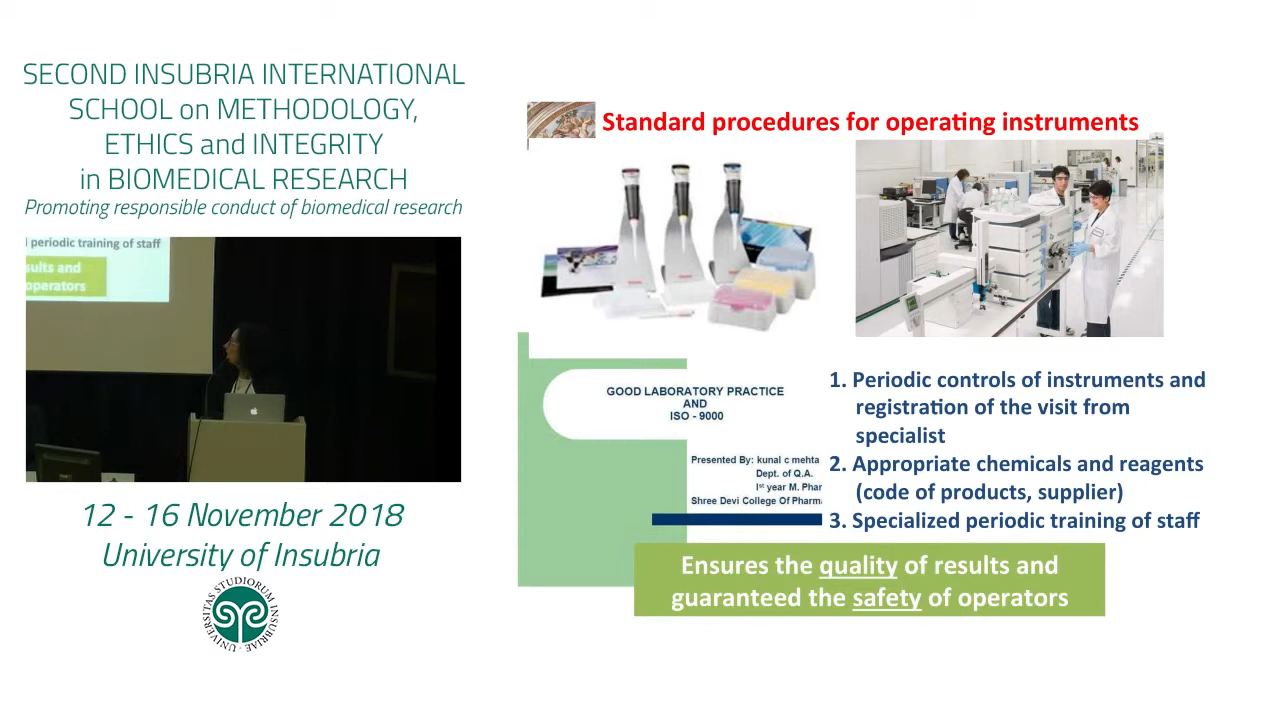 SECOND INSUBRIA INTERNATIONAL
SCHOOL on METHODOLOGY,
ETHICS and INTEGRITY
in BIOMEDICAL RESEARCH
Promoting responsible conduct of biomedical research
periodic training of staff
sults and
operators
12 - 16 November 2018
University of Insubria
UNIVERSITAS STUDIORUM INSUBRIAE
Standard procedures for operating instruments
GOOD LABORATORY PRACTICE
AND
ISO - 9000
Presented By: kunal c mehta
Dept. of Q.A.
Ist year M. Phar
Shree Devi College Of Pharma
1. Periodic controls of instruments and
registration of the visit from
specialist
2. Appropriate chemicals and reagents
(code of products, supplier)
3. Specialized periodic training of staff
Ensures the quality of results and
guaranteed the safety of operators